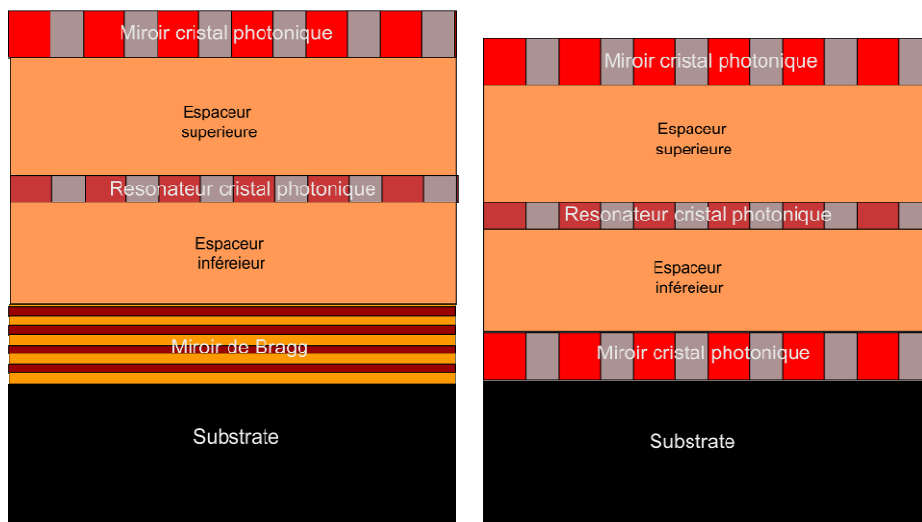 Miroir cristal photonique
Espaceur
superieure
Resonateur cristal photonique
Espaceur
inféreieur
Miroir de Bragg
Substrate
Miroir cristal photonique
Espaceur
superieure
Resonateur cristal photonique
Espaceur
inféreieur
Miroir cristal photonique
Substrate